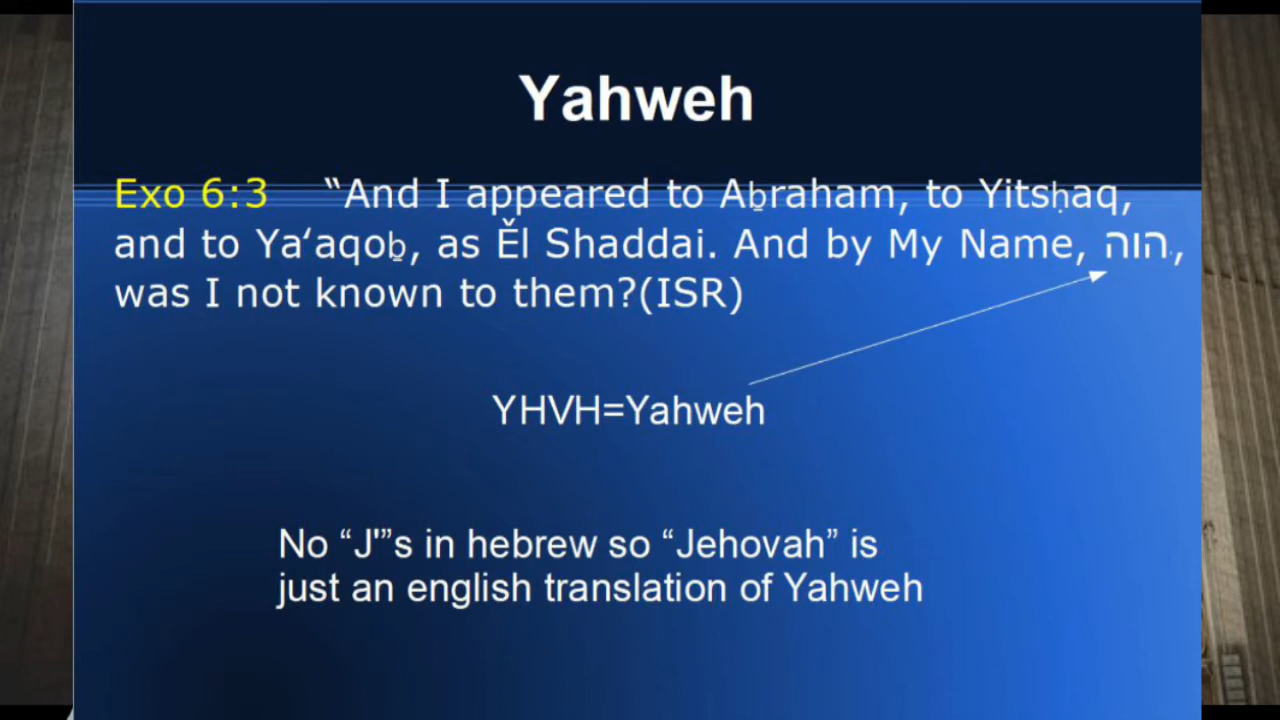 Yahweh
Exo 6:3 “And I appeared to Aḇraham, to Yitsḥaq,
and to Ya‘aqoḇ, as Ěl Shaddai. And by My Name, הוה,
was I not known to them?(ISR)
YHVH=Yahweh
No “J'”s in hebrew so “Jehovah” is
just an english translation of Yahweh